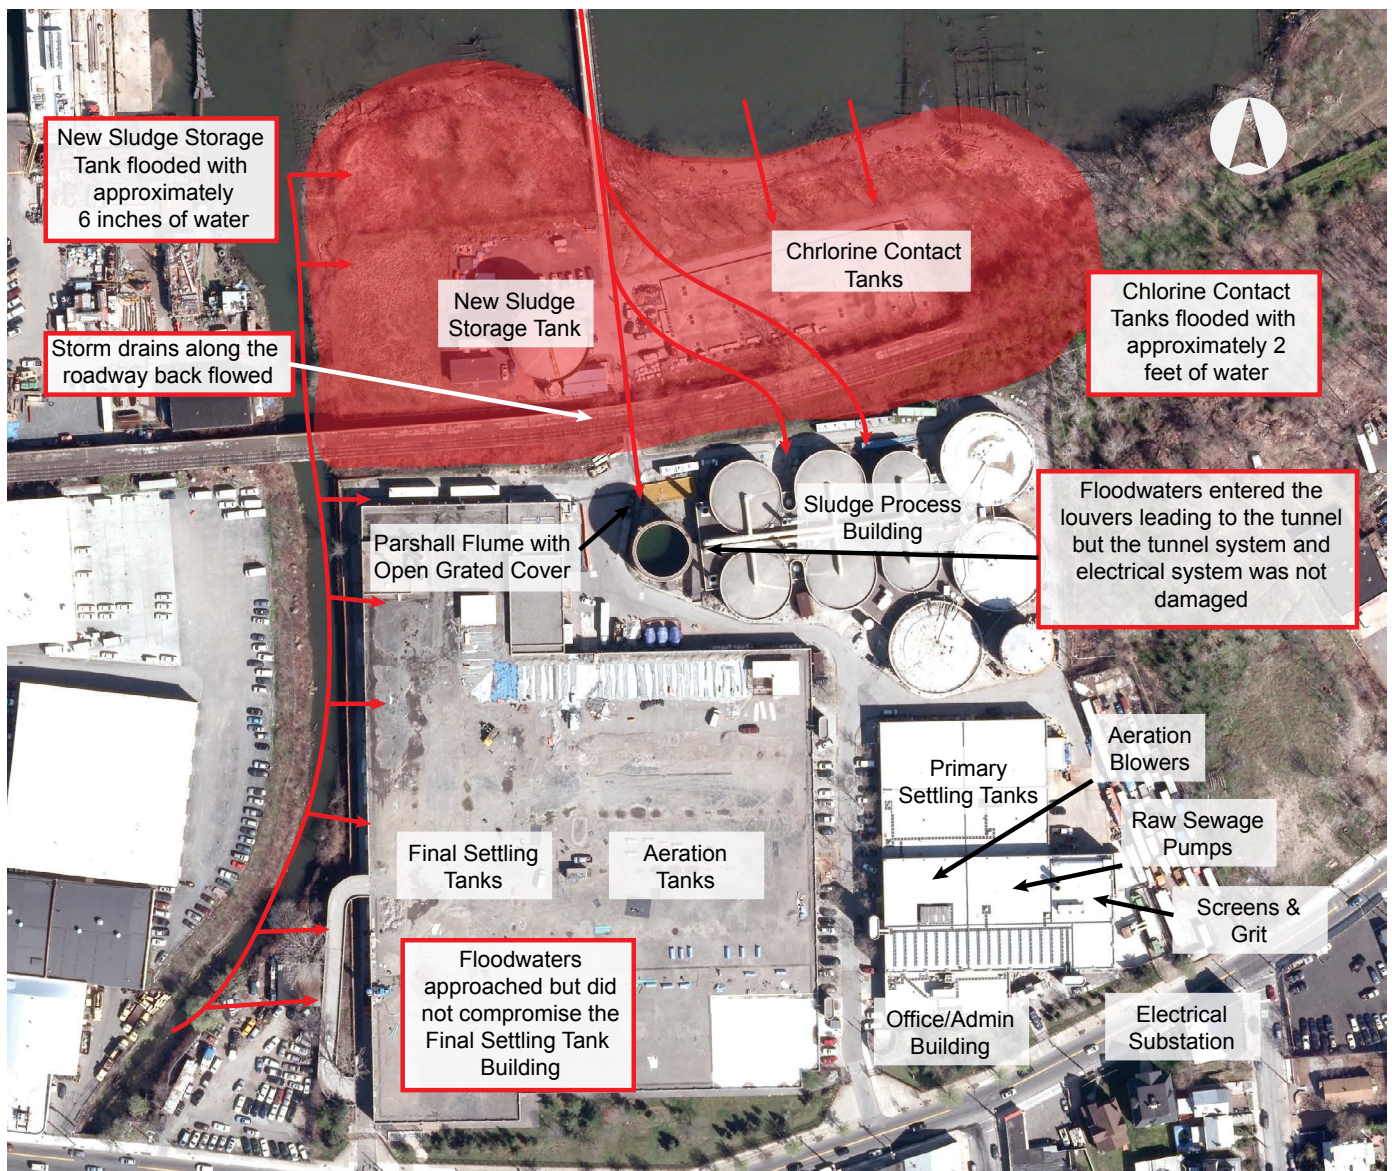 New Sludge Storage
Tank flooded with
approximately
6 inches of water
Chrlorine Contact
Tanks
New Sludge
Storage Tank
Chlorine Contact
Tanks flooded with
approximately 2
feet of water
Storm drains along the
roadway back flowed
Sludge Process
Building
Floodwaters entered the
louvers leading to the tunnel
but the tunnel system and
electrical system was not
damaged
Parshall Flume with
Open Grated Cover
Aeration
Blowers
Primary
Settling Tanks
Raw Sewage
Pumps
Final Settling
Tanks
Aeration
Tanks
Screens &
Grit
Floodwaters
approached but did
not compromise the
Final Settling Tank
Building
Office/Admin
Building
Electrical
Substation